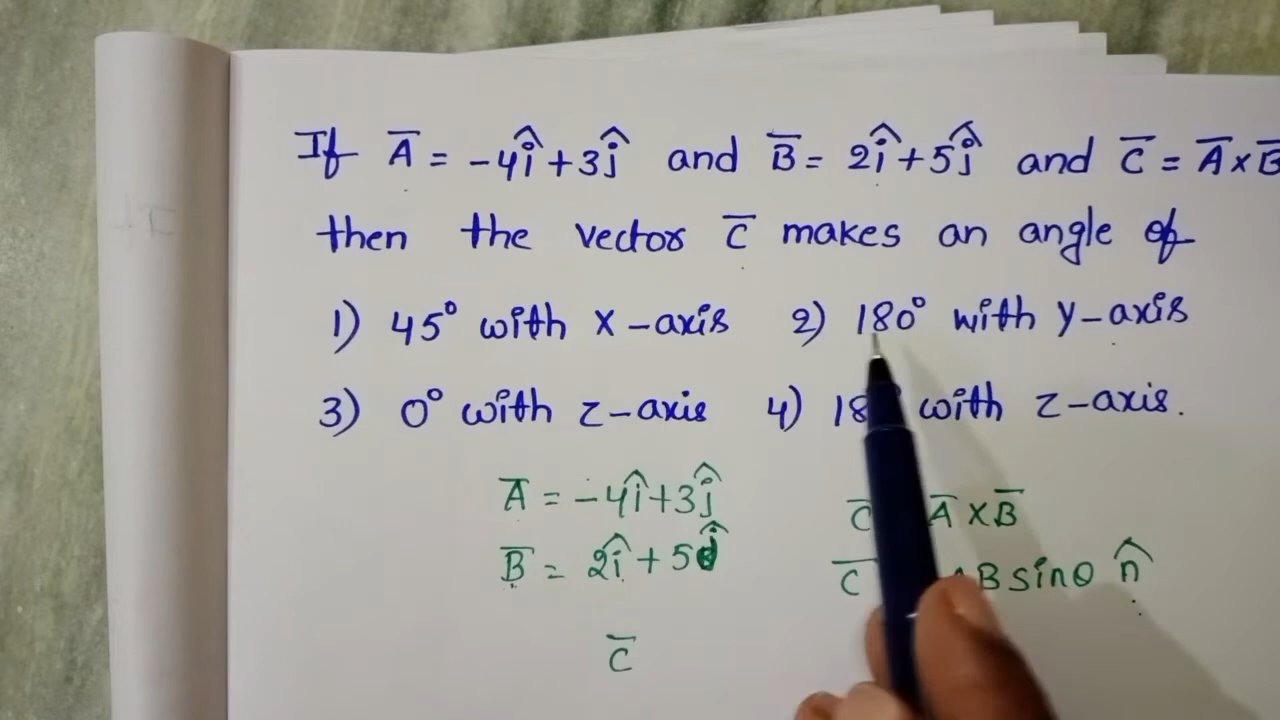 If A̅ = -4î+3ĵ and B̅ = 2î+5ĵ and C̅ = A̅×B̅
then the vector C̅ makes an angle of
1) 45° with x-axis 2) 180° with y-axis
3) 0° with z-axis 4) 18 with z-axis.
A̅ = -4î+3ĵ C̅ A̅×B̅
B̅ = 2î+5ĵ C̅ B sinθ n̂
C̅